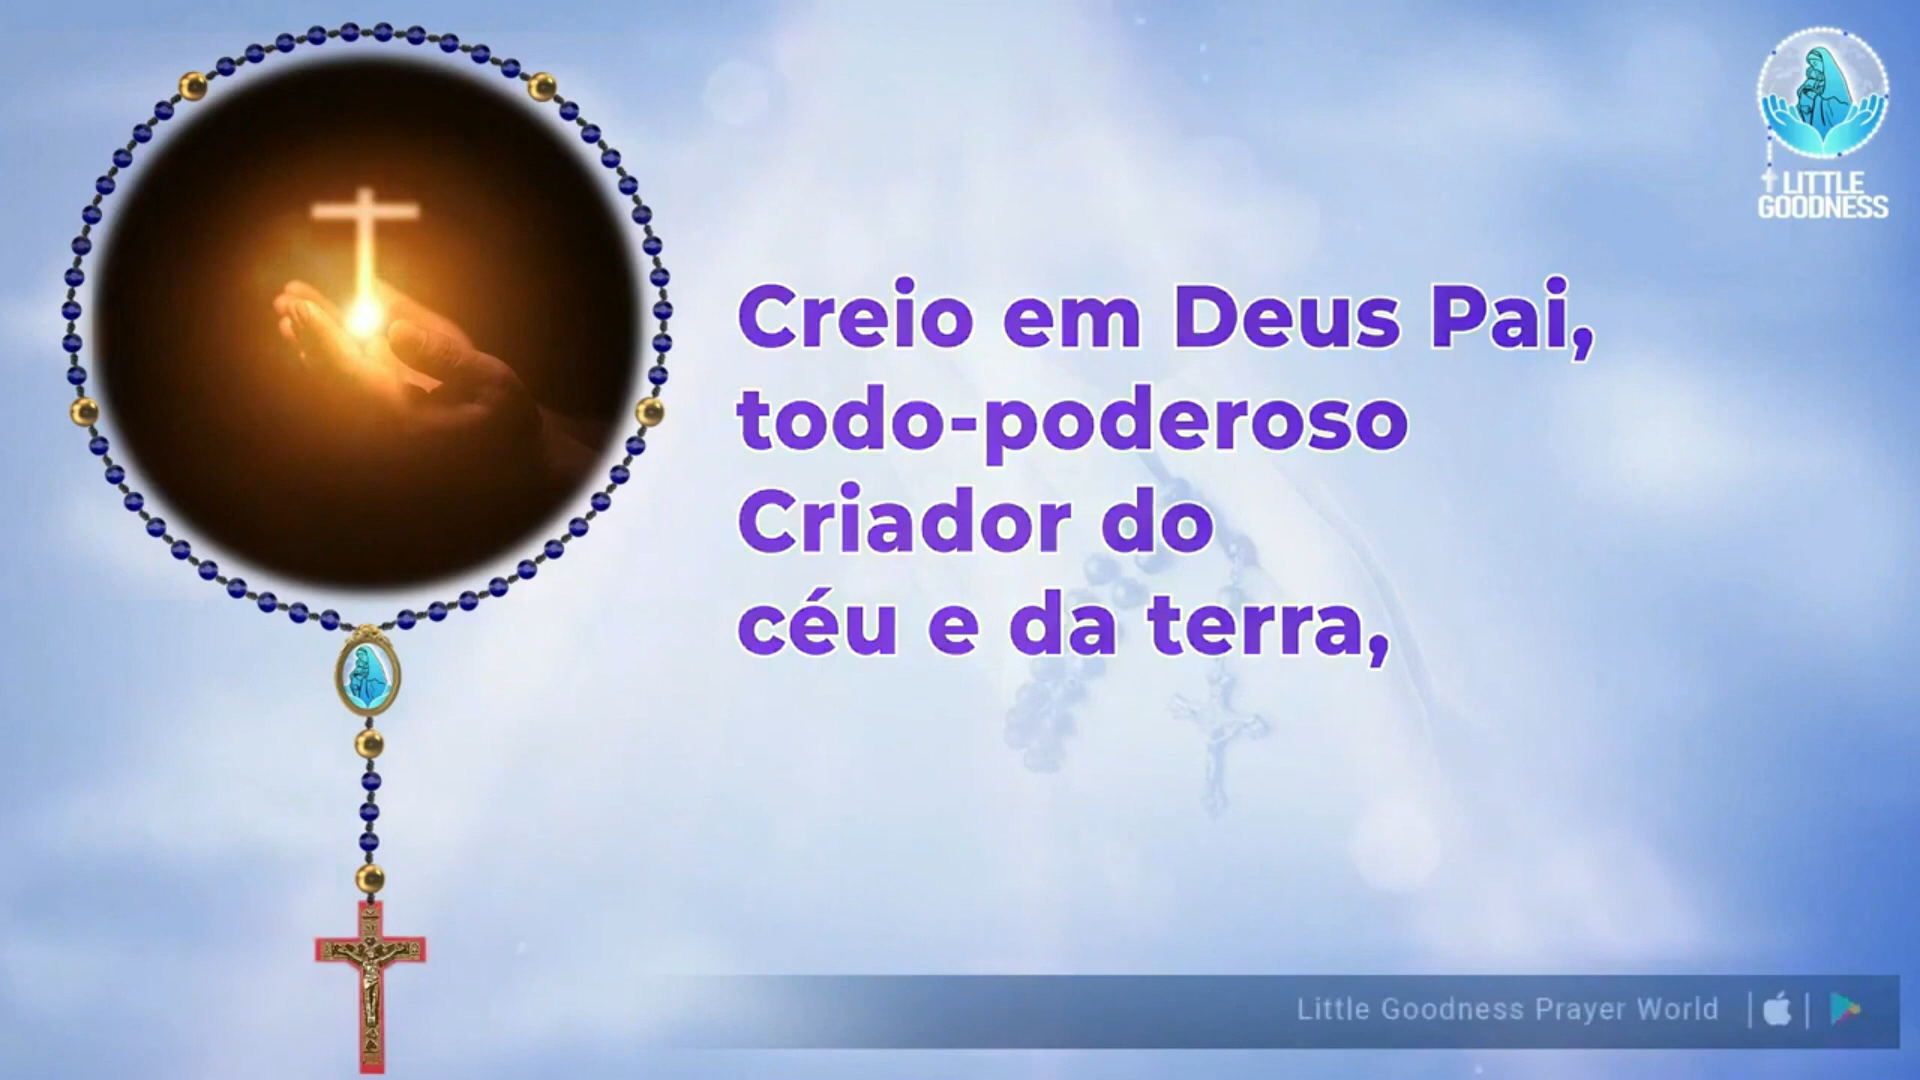 LITTLE
GOODNESS
Creio em Deus Pai,
todo-poderoso
Criador do
céu e da terra,
Little Goodness Prayer World